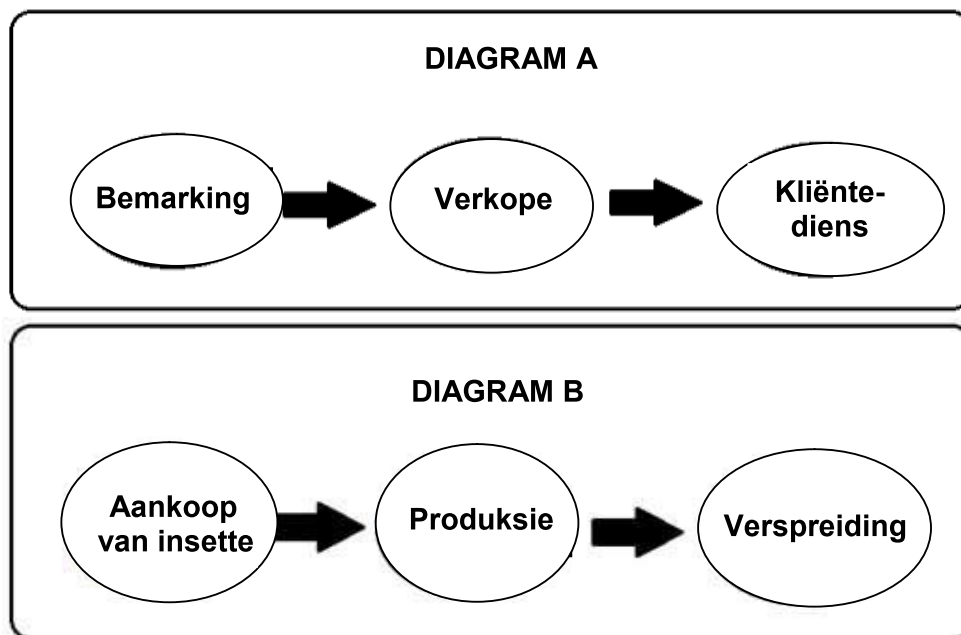 DIAGRAM A
Bemarking
Verkope
Kliënte-
diens
DIAGRAM B
Aankoop
van insette
Produksie
Verspreiding